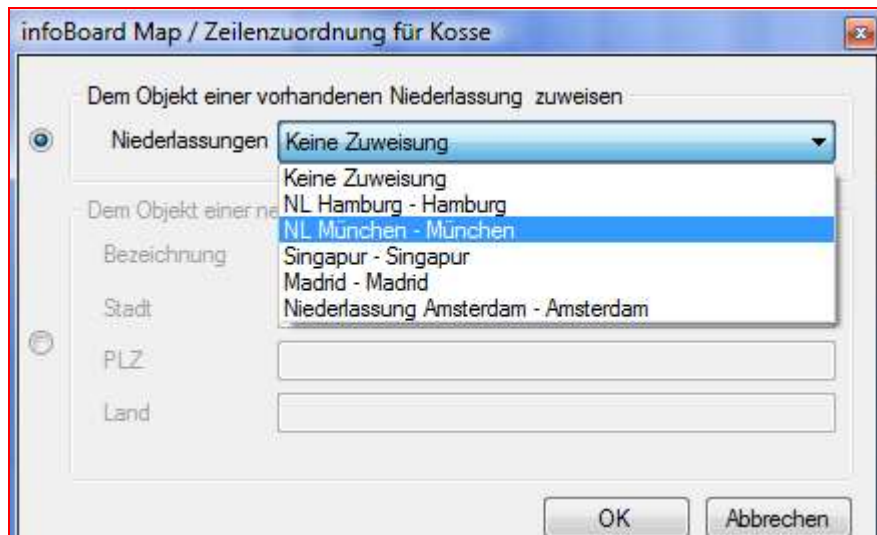 infoBoard Map / Zeilenzuordnung für Kosse
Dem Objekt einer vorhandenen Niederlassung zuweisen
Niederlassungen Keine Zuweisung
Keine Zuweisung
NL Hamburg - Hamburg
Dem Objekt einer ne
NL München - München
Bezeichnung
Singapur - Singapur
Madrid - Madrid
Stadt
Niederlassung Amsterdam - Amsterdam
PLZ
Land
OK Abbrechen